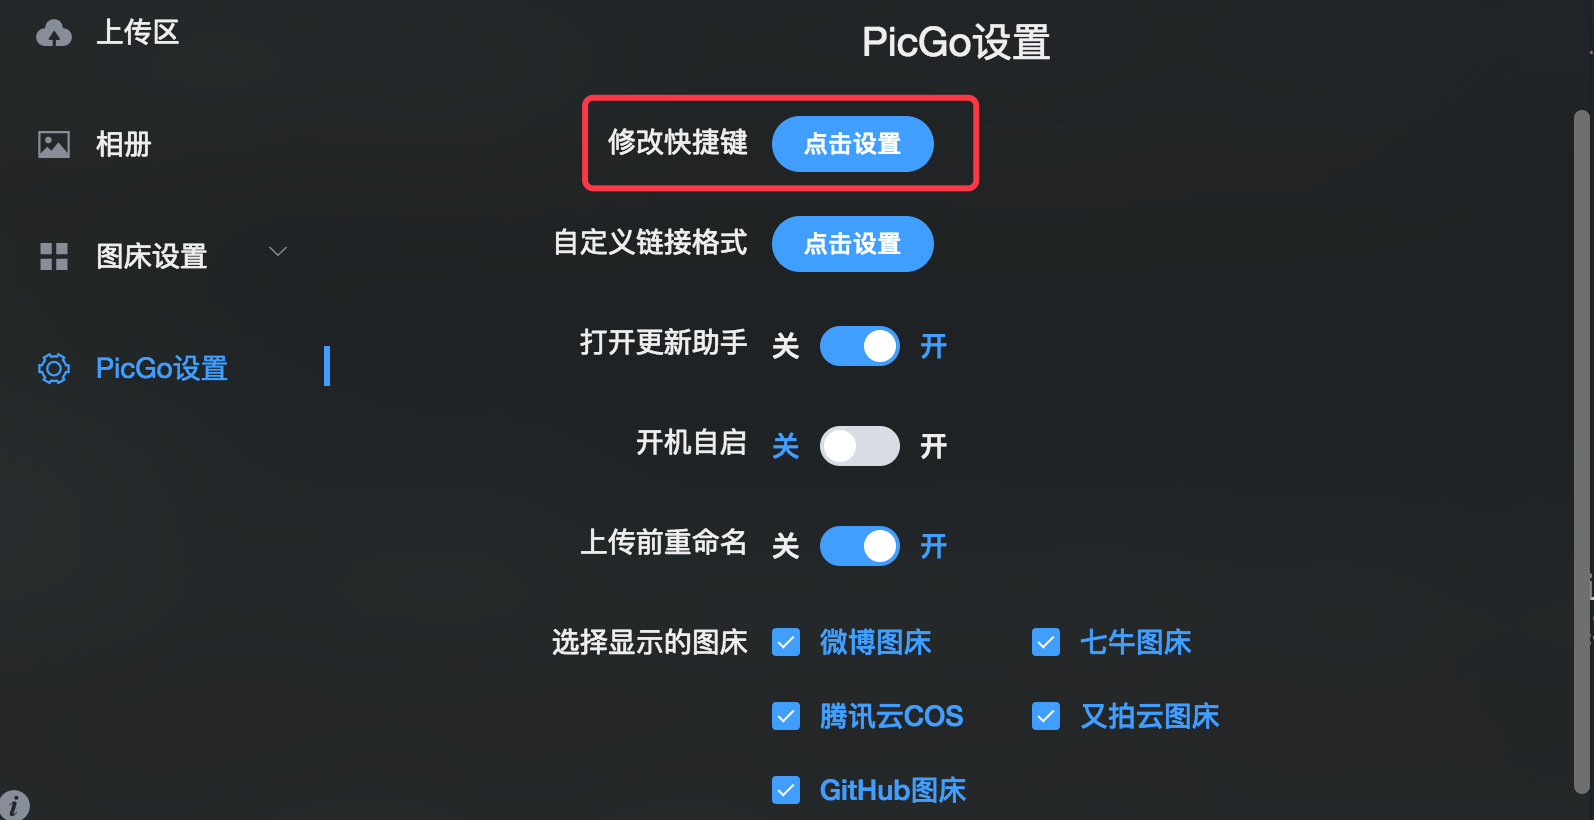 上传区
相册
图床设置
PicGo设置
PicGo设置
修改快捷键 点击设置
自定义链接格式 点击设置
打开更新助手 关 开
开机自启 关 开
上传前重命名 关 开
选择显示的图床 微博图床 七牛图床
腾讯云COS 又拍云图床
GitHub图床